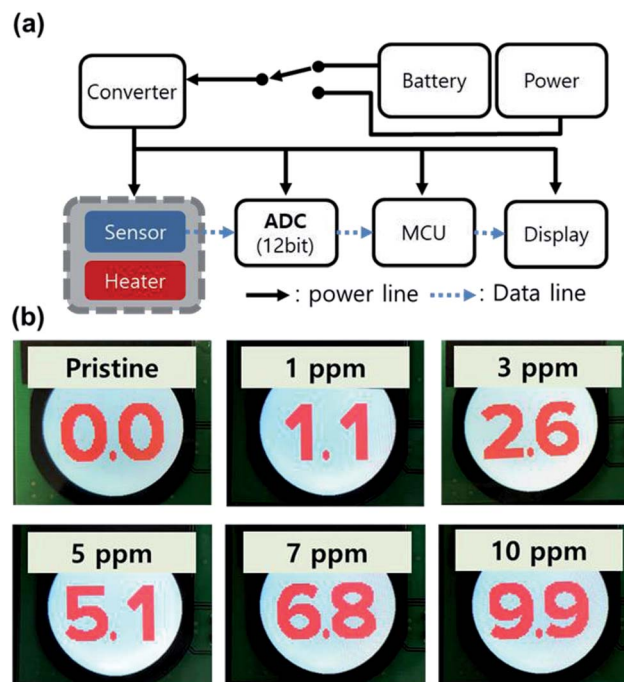 (a)
Converter
Battery
Power
Sensor
Heater
ADC
(12bit)
MCU
Display
: power line
: Data line
(b)
Pristine
0.0
1 ppm
1.1
3 ppm
2.6
5 ppm
5.1
7 ppm
6.8
10 ppm
9.9